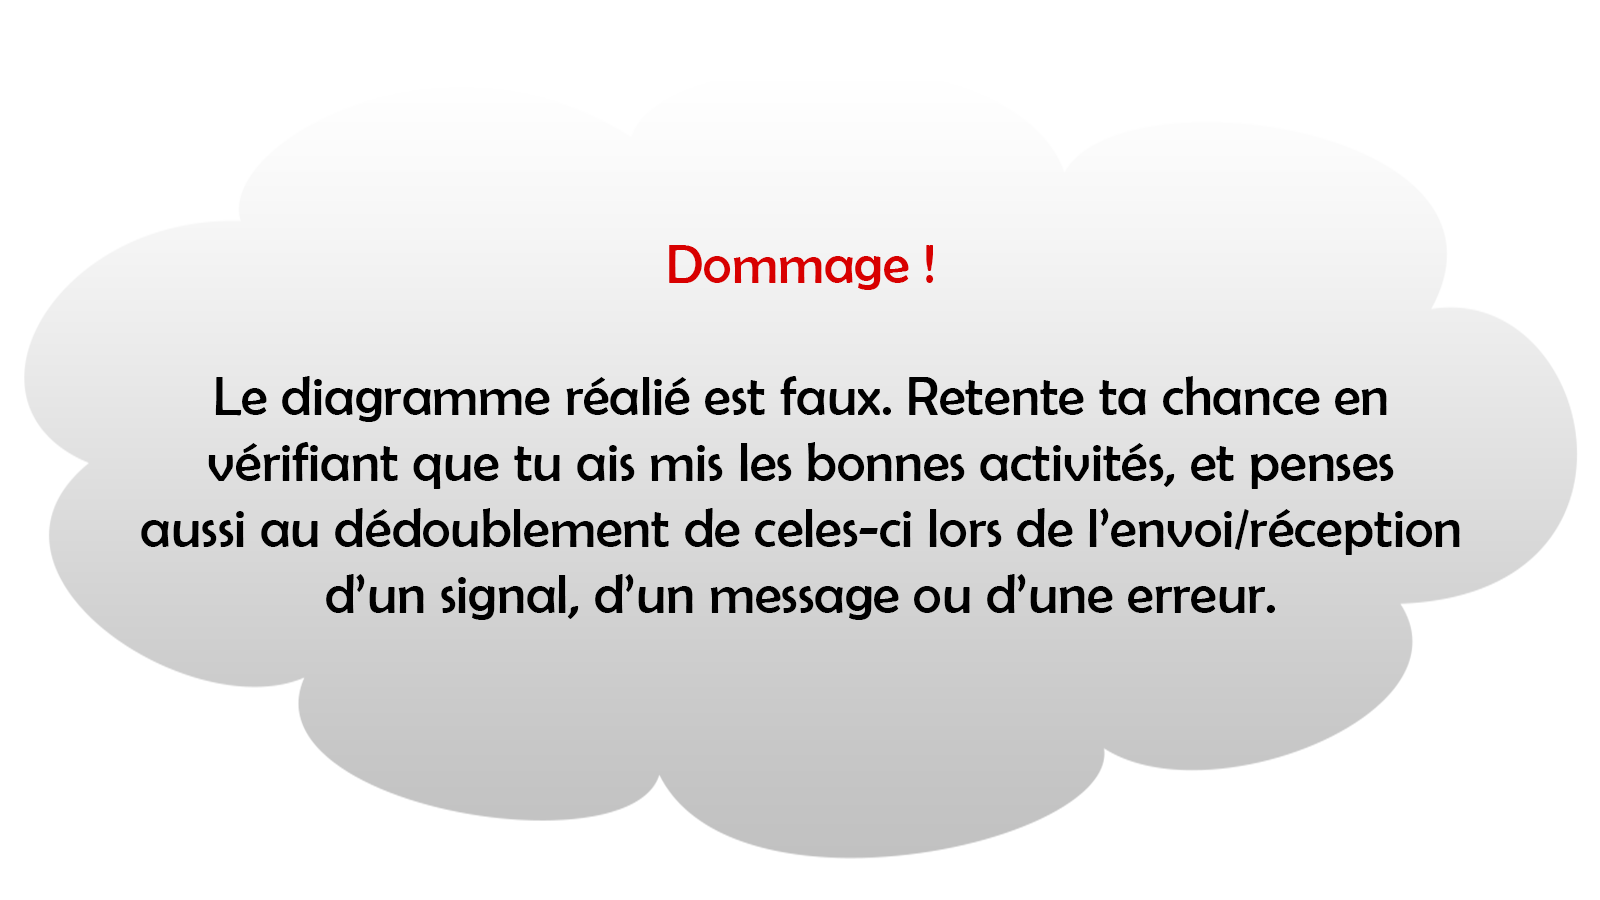 Dommage !
Le diagramme réalié est faux. Retente ta chance en
vérifiant que tu ais mis les bonnes activités, et penses
aussi au dédoublement de celes-ci lors de l’envoi/réception
d’un signal, d’un message ou d’une erreur.